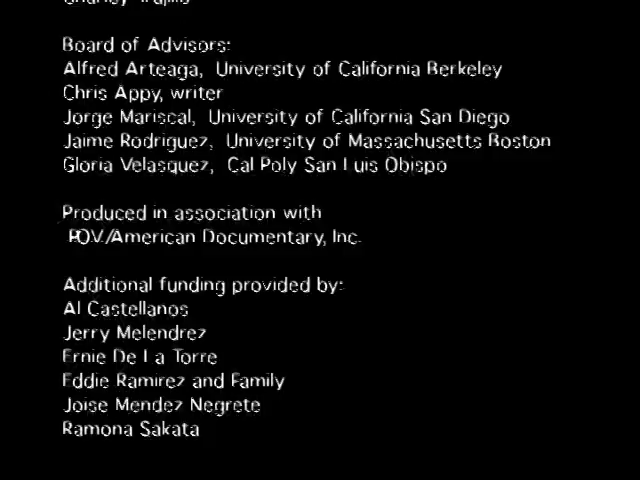 Charley Trujillo
Board of Advisors:
Alfred Arteaga, University of California Berkeley
Chris Appy, writer
Jorge Mariscal, University of California San Diego
Jaime Rodriguez, University of Massachusetts Boston
Gloria Velasquez, Cal Poly San Luis Obispo
Produced in association with
P.O.V./American Documentary, Inc.
Additional funding provided by:
Al Castellanos
Jerry Melendrez
Ernie De La Torre
Eddie Ramirez and Family
Joise Mendez Negrete
Ramona Sakata